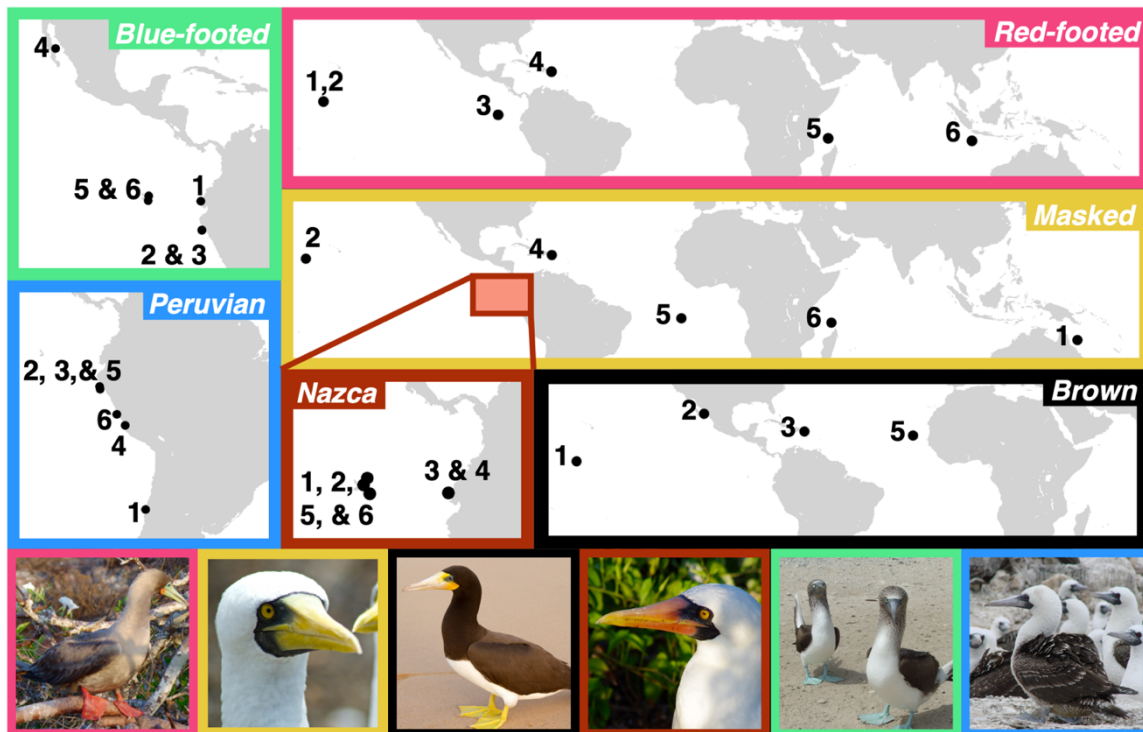 Blue-footed
4
5 & 6
1
2 & 3
Red-footed
1,2
3
4
5
6
Masked
2
4
5
6
1
Peruvian
2, 3,& 5
6
4
1
Nazca
1, 2,
5, & 6
3 & 4
Brown
1
2
3
5